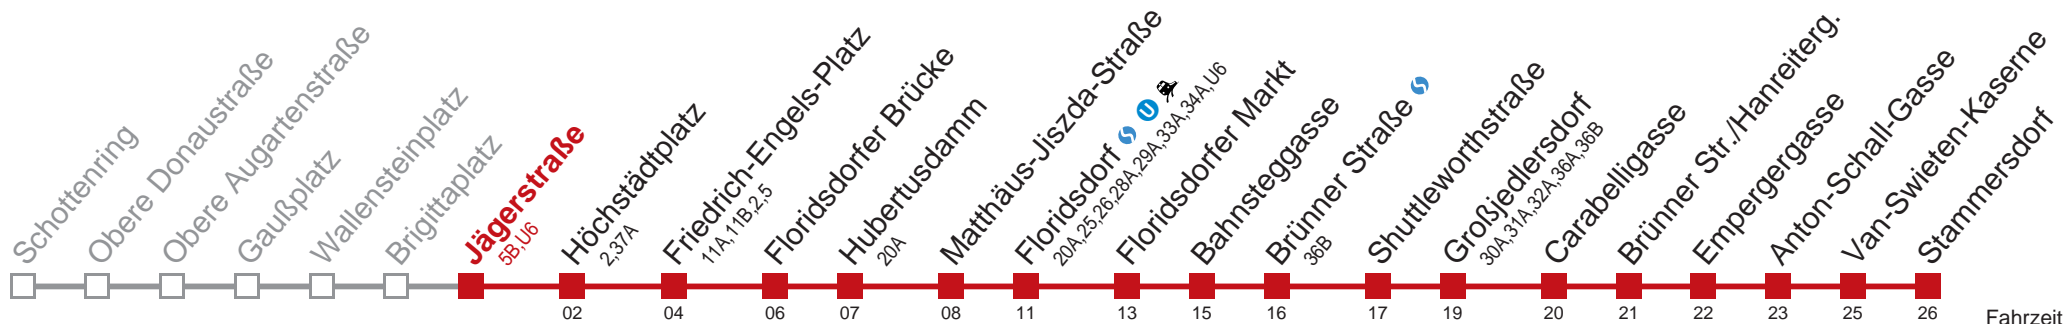 Schottenring
Obere Donaustraße
Obere Augartenstraße
Gaußplatz
Wallensteinplatz
Brigittaplatz
Jägerstraße
5B,U6
Höchstädtplatz
2,37A
Friedrich-Engels-Platz
11A,11B,2,5
Floridsdorfer Brücke
Hubertusdamm
20A
Matthäus-Jiszda-Straße
Floridsdorf S U
20A,25,26,28A,29A,33A,34A,U6
Floridsdorfer Markt
Bahnsteggasse
Brünner Straße S
36B
Shuttleworthstraße
Großjedlersdorf
30A,31A,32A,36A,36B
Carabelligasse
Brünner Str./Hanreiterg.
Empergergasse
Anton-Schall-Gasse
Van-Swieten-Kaserne
Stammersdorf
02 04 06 07 08 11 13 15 16 17 19 20 21 22 23 25 26 Fahrzeit